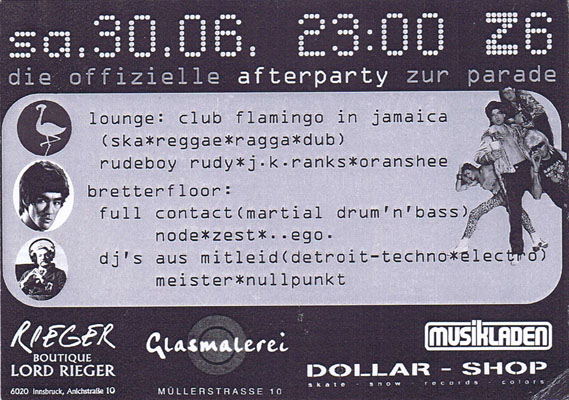 sa.30.06. 23:00 Z6
die offizielle afterparty zur parade
lounge: club flamingo in jamaica
(ska*reggae*ragga*dub)
rudeboy rudy*j.k.ranks*oranshee
bretterfloor:
full contact(martial drum'n'bass)
node*zest*..ego.
dj's aus mitleid(detroit-techno*electro)
meister*nullpunkt
RIEGER
BOUTIQUE
LORD RIEGER
6020 Innsbruck, Anichstraße 10
Glasmalerei
MÜLLERSTRASSE 10
MUSIKLADEN
DOLLAR - SHOP
skate - snow - records - colors